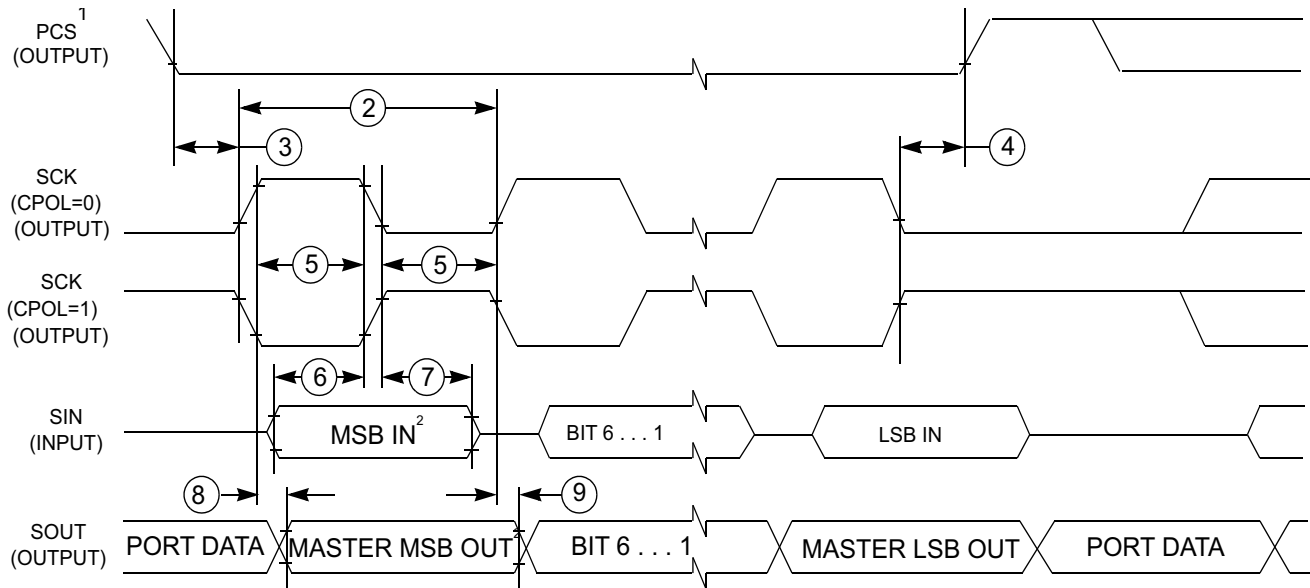 PCS1
(OUTPUT)
2
3
4
SCK
(CPOL=0)
(OUTPUT)
5
5
SCK
(CPOL=1)
(OUTPUT)
6
7
SIN
(INPUT)
MSB IN2
BIT 6 . . . 1
LSB IN
8
9
SOUT
(OUTPUT)
PORT DATA
MASTER MSB OUT2
BIT 6 . . . 1
MASTER LSB OUT
PORT DATA